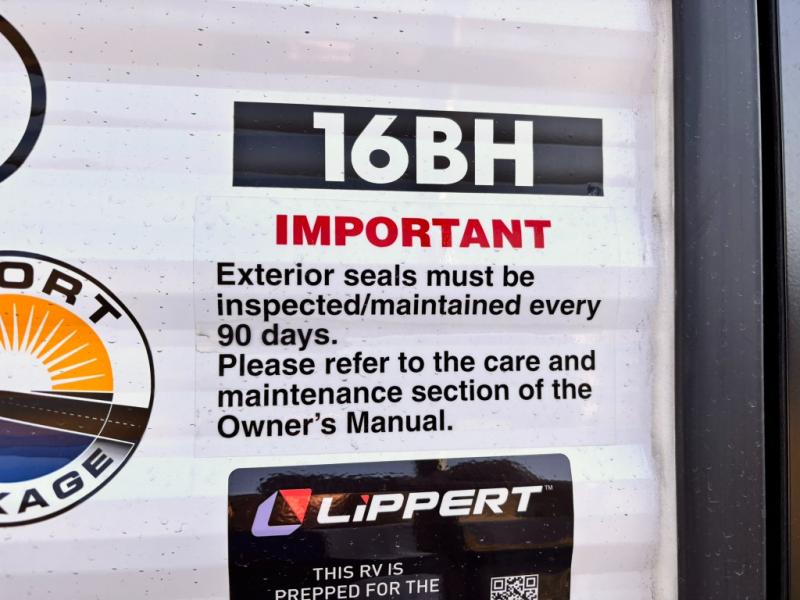 16BH
IMPORTANT
Exterior seals must be
inspected/maintained every
90 days.
Please refer to the care and
maintenance section of the
Owner's Manual.
LiPPERT™
THIS RV IS
PREPPED FOR THE